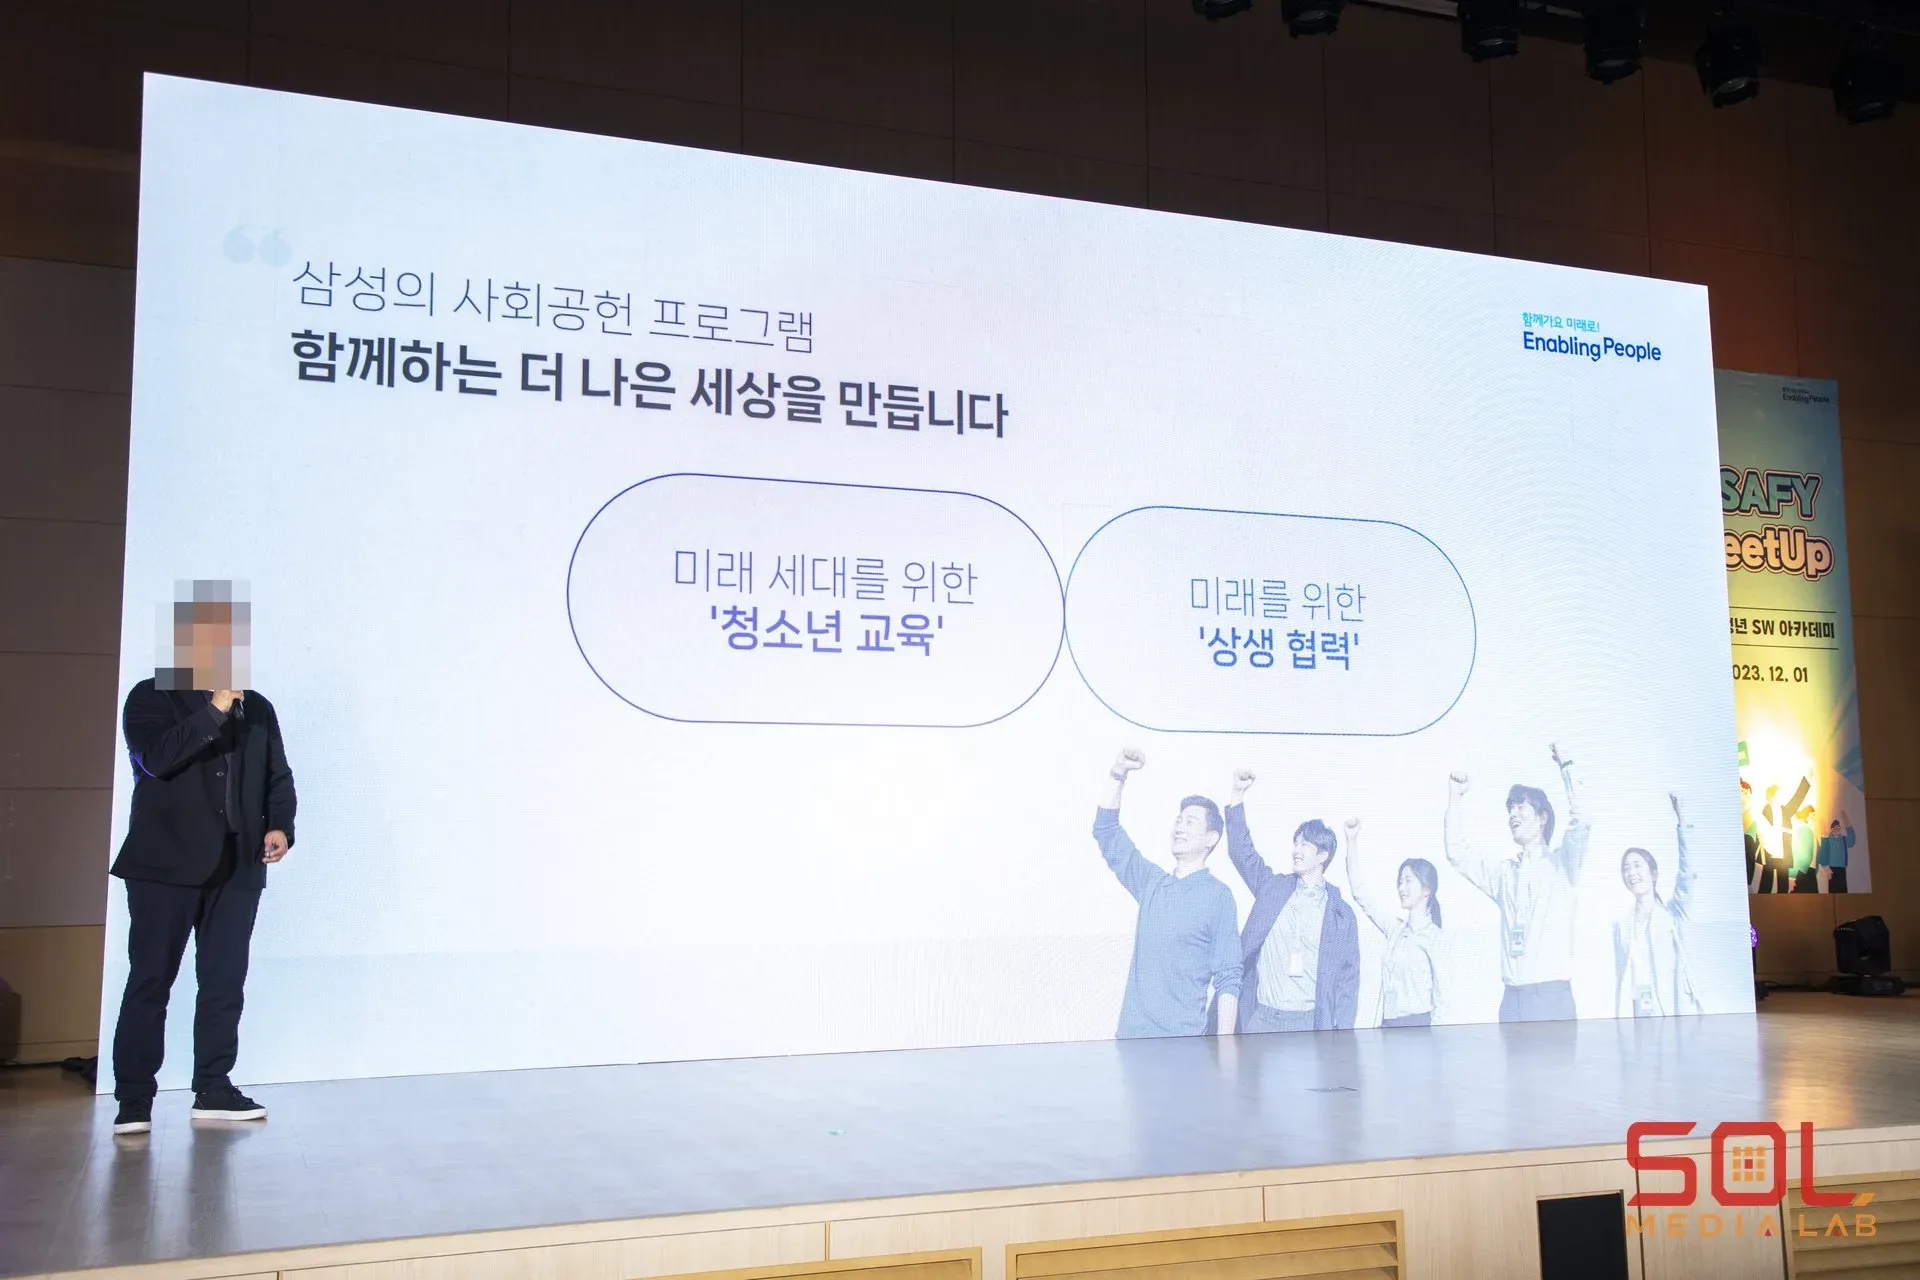 삼성의 사회공헌 프로그램
함께하는 더 나은 세상을 만듭니다
함께가요 미래로!
Enabling People
미래 세대를 위한
'청소년 교육'
미래를 위한
'상생 협력'
Enabling People
SAFY
eetUp
년 SW 아카데미
023. 12. 01
SOL
MEDIA LAB